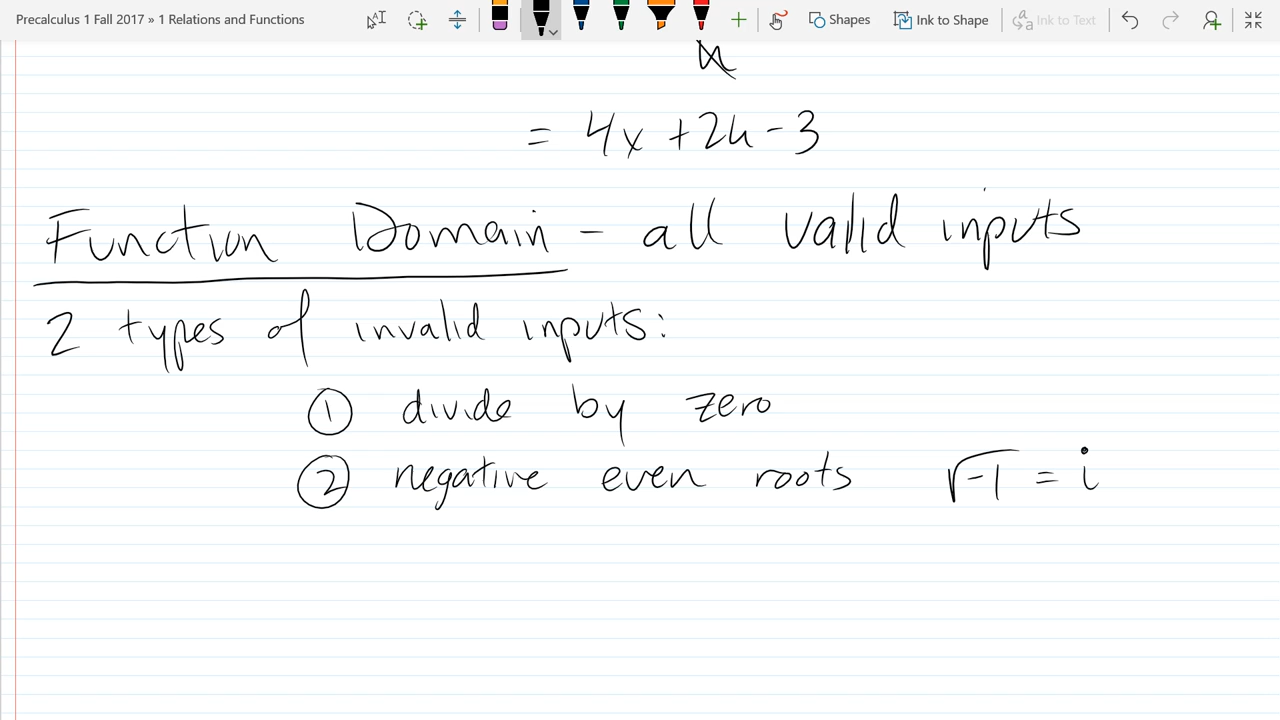 Precalculus 1 Fall 2017 » 1 Relations and Functions Shapes Ink to Shape Ink to Text
h
= 4x + 2h - 3
Function Domain - all valid inputs
2 types of invalid inputs:
① divide by zero
② negative even roots √-1 = i